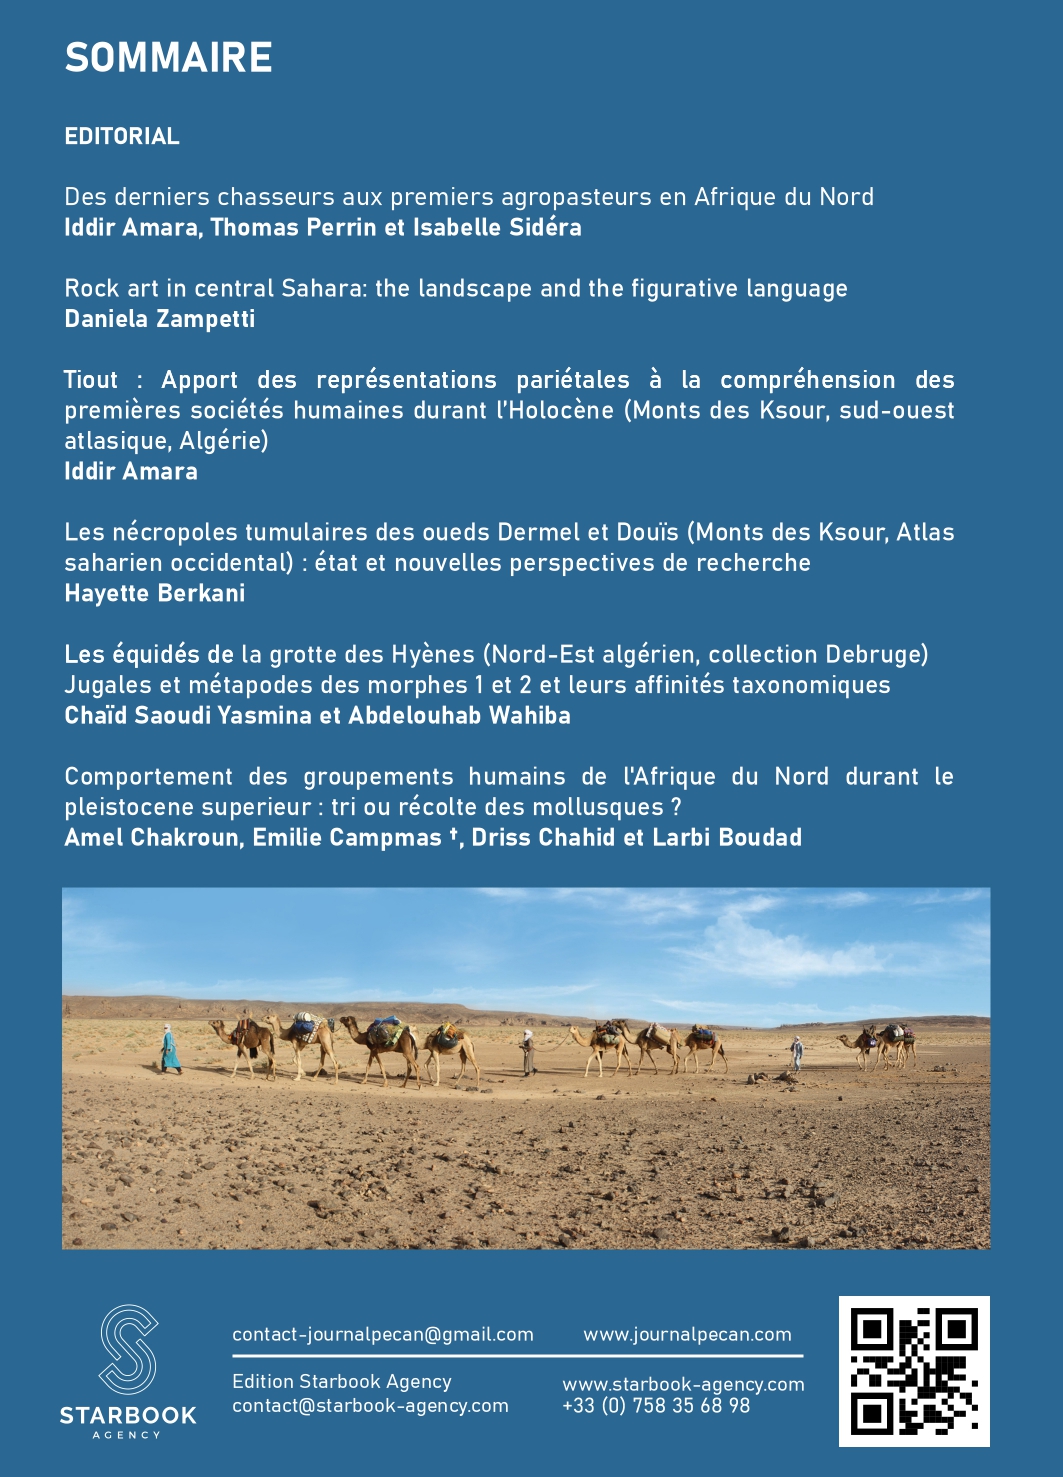 SOMMAIRE
EDITORIAL
Des derniers chasseurs aux premiers agropasteurs en Afrique du Nord
Iddir Amara, Thomas Perrin et Isabelle Sidéra
Rock art in central Sahara: the landscape and the figurative language
Daniela Zampetti
Tiout : Apport des représentations pariétales à la compréhension des
premières sociétés humaines durant l'Holocène (Monts des Ksour, sud-ouest
atlasique, Algérie)
Iddir Amara
Les nécropoles tumulaires des oueds Dermel et Douïs (Monts des Ksour, Atlas
saharien occidental) : état et nouvelles perspectives de recherche
Hayette Berkani
Les équidés de la grotte des Hyènes (Nord-Est algérien, collection Debruge)
Jugales et métapodes des morphes 1 et 2 et leurs affinités taxonomiques
Chaïd Saoudi Yasmina et Abdelouhab Wahiba
Comportement des groupements humains de l'Afrique du Nord durant le
pleistocene superieur : tri ou récolte des mollusques ?
Amel Chakroun, Emilie Campmas †, Driss Chahid et Larbi Boudad
contact-journalpecan@gmail.com www.journalpecan.com
Edition Starbook Agency www.starbook-agency.com
contact@starbook-agency.com +33 (0) 758 35 68 98
STARBOOK
AGENCY